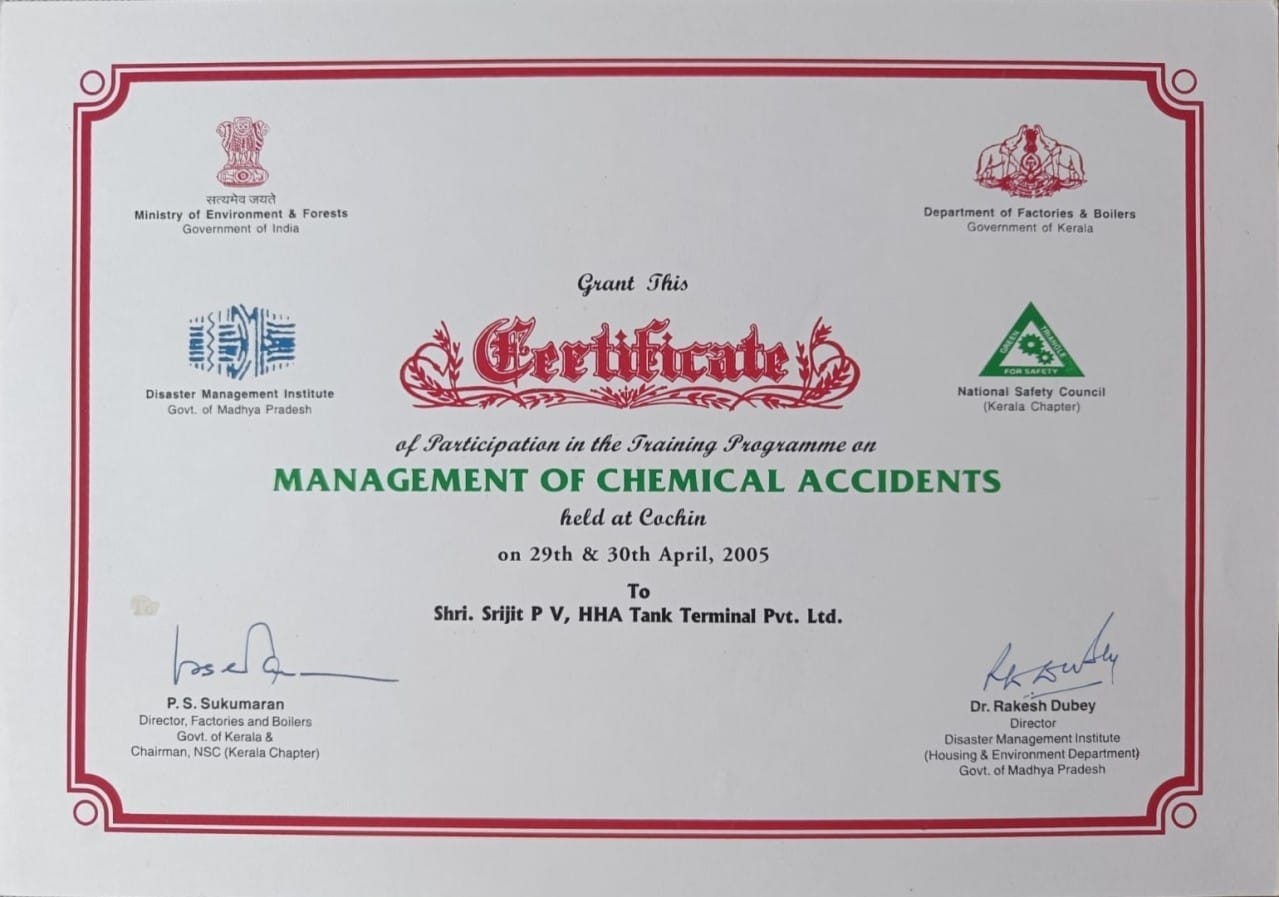 सत्यमेव जयते
Ministry of Environment & Forests
Government of India
Department of Factories & Boilers
Government of Kerala
Grant This
Certificate
Disaster Management Institute
Govt. of Madhya Pradesh
GREEN TRIANGLE
FOR SAFETY
National Safety Council
(Kerala Chapter)
of Participation in the Training Programme on
MANAGEMENT OF CHEMICAL ACCIDENTS
held at Cochin
on 29th & 30th April, 2005
To
Shri. Srijit P V, HHA Tank Terminal Pvt. Ltd.
P. S. Sukumaran
Director, Factories and Boilers
Govt. of Kerala &
Chairman, NSC (Kerala Chapter)
Dr. Rakesh Dubey
Director
Disaster Management Institute
(Housing & Environment Department)
Govt. of Madhya Pradesh